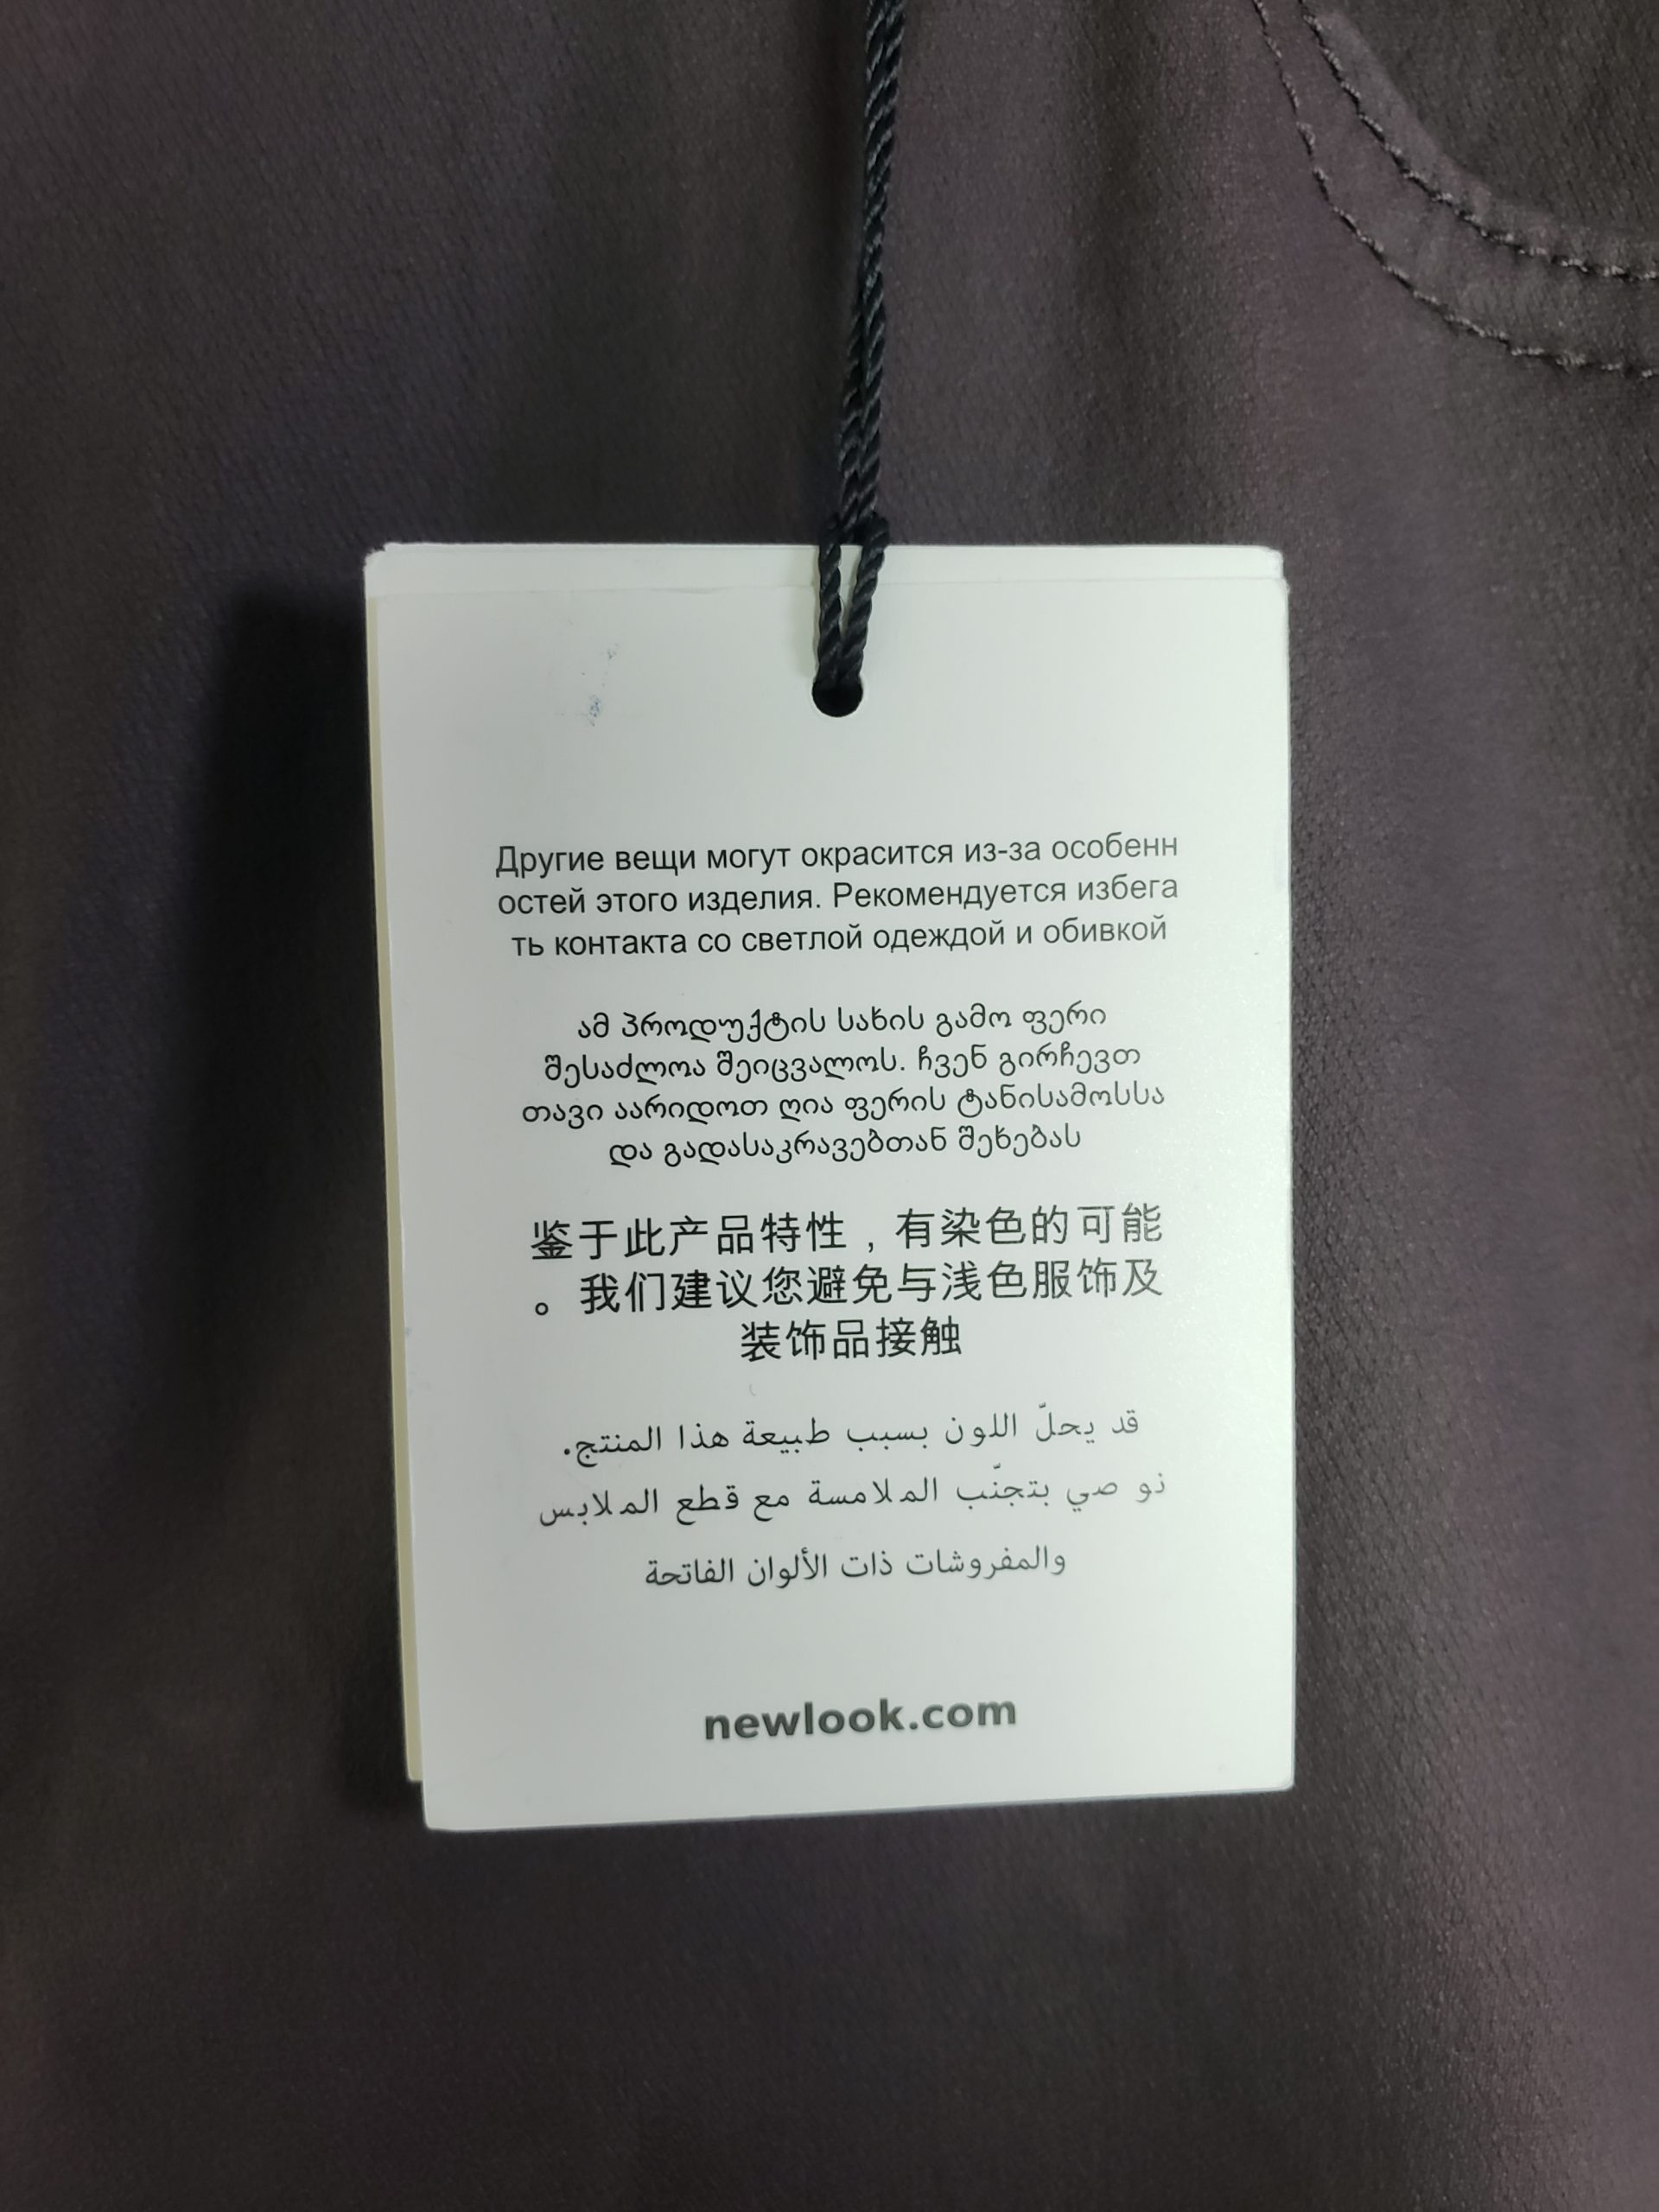 Другие вещи могут окрасится из-за особенн
остей этого изделия. Рекомендуется избега
ть контакта со светлой одеждой и обивкой
ამ პროდუქტის სახის გამო ფერი
შესაძლოა შეიცვალოს. ჩვენ გირჩევთ
თავი აარიდოთ ღია ფერის ტანისამოსსა
და გადასაკრავებთან შეხებას
鉴于此产品特性，有染色的可能
。我们建议您避免与浅色服饰及
装饰品接触
قد يحلّ اللون بسبب طبيعة هذا المنتج.
نو صي بتجنّب الملامسة مع قطع الملابس
والمفروشات ذات الألوان الفاتحة
newlook.com